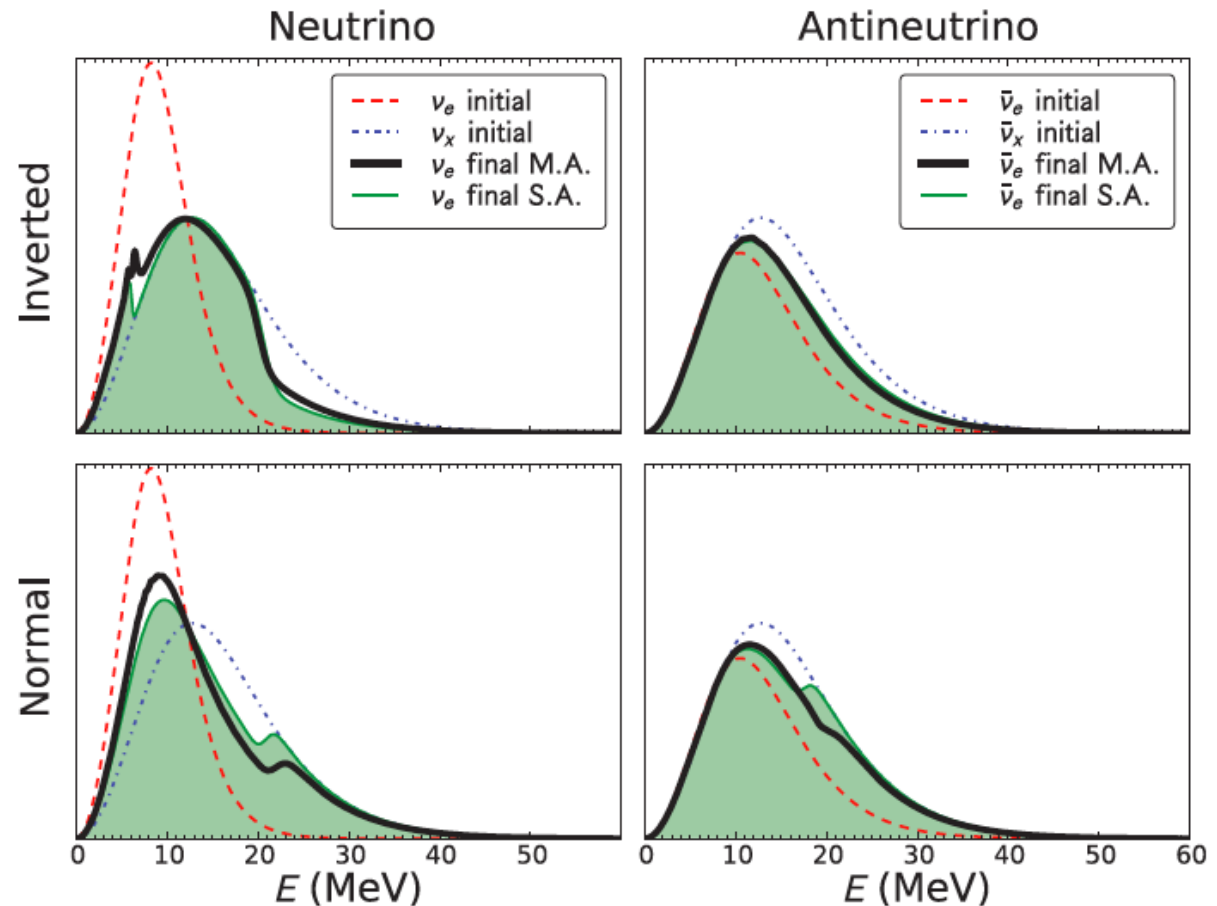 Neutrino
Antineutrino
Inverted
νₑ initial
νₓ initial
νₑ final M.A.
νₑ final S.A.
ν̄ₑ initial
ν̄ₓ initial
ν̄ₑ final M.A.
ν̄ₑ final S.A.
Normal
0 10 20 30 40 50
0 10 20 30 40 50 60
E (MeV)
E (MeV)